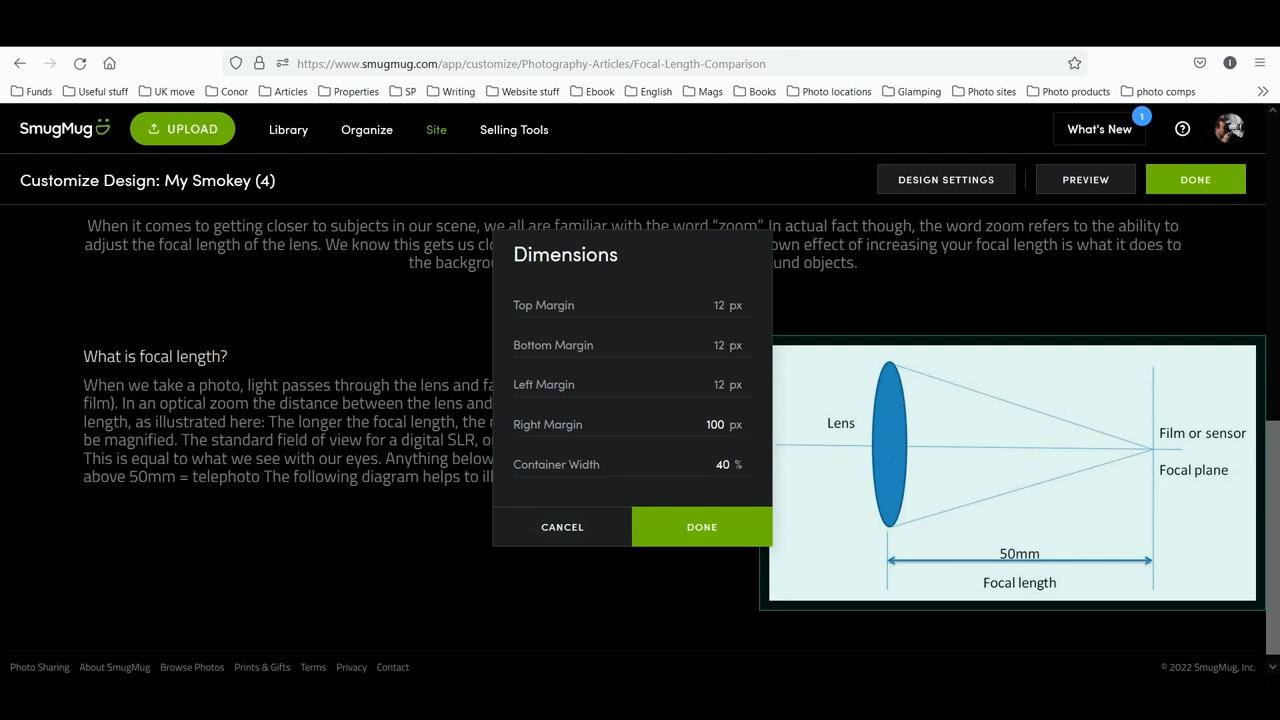 https://www.smugmug.com/app/customize/Photography-Articles/Focal-Length-Comparison
Funds Useful stuff UK move Conor Articles Properties SP Writing Website stuff Ebook English Mags Books Photo locations Glamping Photo sites Photo products photo comps
SmugMug UPLOAD Library Organize Site Selling Tools What's New 1
Customize Design: My Smokey (4) DESIGN SETTINGS PREVIEW DONE
When it comes to getting closer to subjects in our scene, we all are familiar with the word “zoom”. In actual fact though, the word zoom refers to the ability to
adjust the focal length of the lens. We know this gets us own effect of increasing your focal length is what it does to
the objects.
Dimensions
Top Margin 12 px
Bottom Margin 12 px
Left Margin 12 px
Right Margin 100 px
Container Width 40 %
CANCEL DONE
What is focal length?
When we take a photo, light passes through the lens and
film). In an optical zoom the distance between the lens and
length, as illustrated here: The longer the focal length, the
be magnified. The standard field of view for a digital SLR,
This is equal to what we see with our eyes. Anything below
above 50mm = telephoto The following diagram helps to
Lens
Film or sensor
Focal plane
50mm
Focal length
Photo Sharing About SmugMug Browse Photos Prints & Gifts Terms Privacy Contact © 2022 SmugMug, Inc.